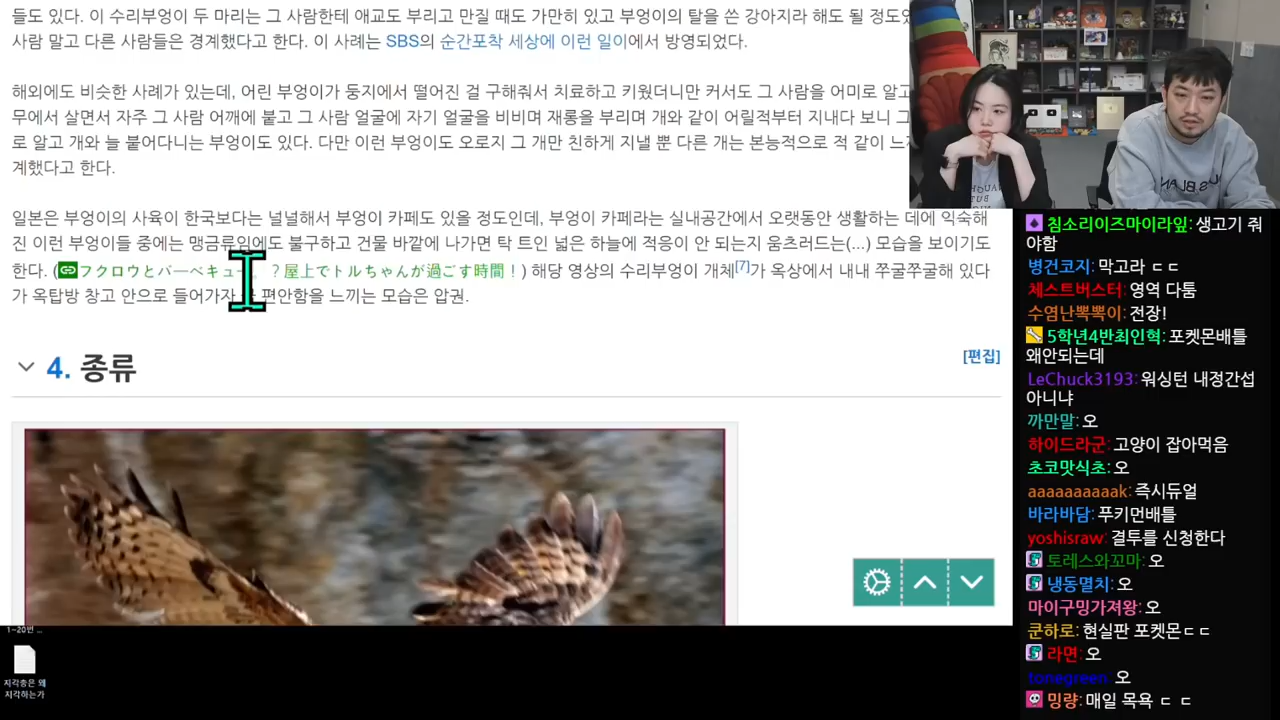 들도 있다. 이 수리부엉이 두 마리는 그 사람한테 애교도 부리고 만질 때도 가만히 있고 부엉이의 탈을 쓴 강아지라 해도 될 정도
사람 말고 다른 사람들은 경계했다고 한다. 이 사례는 SBS의 순간포착 세상에 이런 일이에서 방영되었다.
해외에도 비슷한 사례가 있는데, 어린 부엉이가 둥지에서 떨어진 걸 구해줘서 치료하고 키웠더니만 커서도 그 사람을 어미로 알고
무에서 살면서 자주 그 사람 어깨에 붙고 그 사람 얼굴에 자기 얼굴을 비비며 재롱을 부리며 개와 같이 어릴적부터 지내다 보니 그
로 알고 개와 늘 붙어다니는 부엉이도 있다. 다만 이런 부엉이도 오로지 그 개만 친하게 지낼 뿐 다른 개는 본능적으로 적 같이
계했다고 한다.
일본은 부엉이의 사육이 한국보다는 널널해서 부엉이 카페도 있을 정도인데, 부엉이 카페라는 실내공간에서 오랫동안 생활하는 데에 익숙해
진 이런 부엉이들 중에는 맹금류임에도 불구하고 건물 바깥에 나가면 탁 트인 넓은 하늘에 적응이 안 되는지 움츠러드는(...) 모습을 보이기도
한다. (フクロウとバーベキュー ？屋上でトルちゃんが過ごす時間！) 해당 영상의 수리부엉이 개체[7]가 옥상에서 내내 쭈굴쭈굴해 있다
가 옥탑방 창고 안으로 들어가자 편안함을 느끼는 모습은 압권.
4. 종류
[편집]
침소리이즈마이라잎: 생고기 줘
야함
병건코지: 막고라 ㄷㄷ
체스트버스터: 영역 다툼
수염난뽁뽁이: 전장!
5학년4반최인혁: 포켓몬배틀
왜안되는데
LeChuck3193: 워싱턴 내정간섭
아니냐
까만말: 오
하이드라군: 고양이 잡아먹음
초코맛식초: 오
aaaaaaaaaak: 즉시듀얼
바라바담: 푸키먼배틀
yoshisraw: 결투를 신청한다
토레스와꼬마: 오
냉동멸치: 오
마이구밍가져왕: 오
쿤하로: 현실판 포켓몬ㄷㄷ
라면: 오
tonegreen: 오
밍량: 매일 목욕 ㄷ ㄷ
1~20번 ...
지각중은 왜
지각하는가